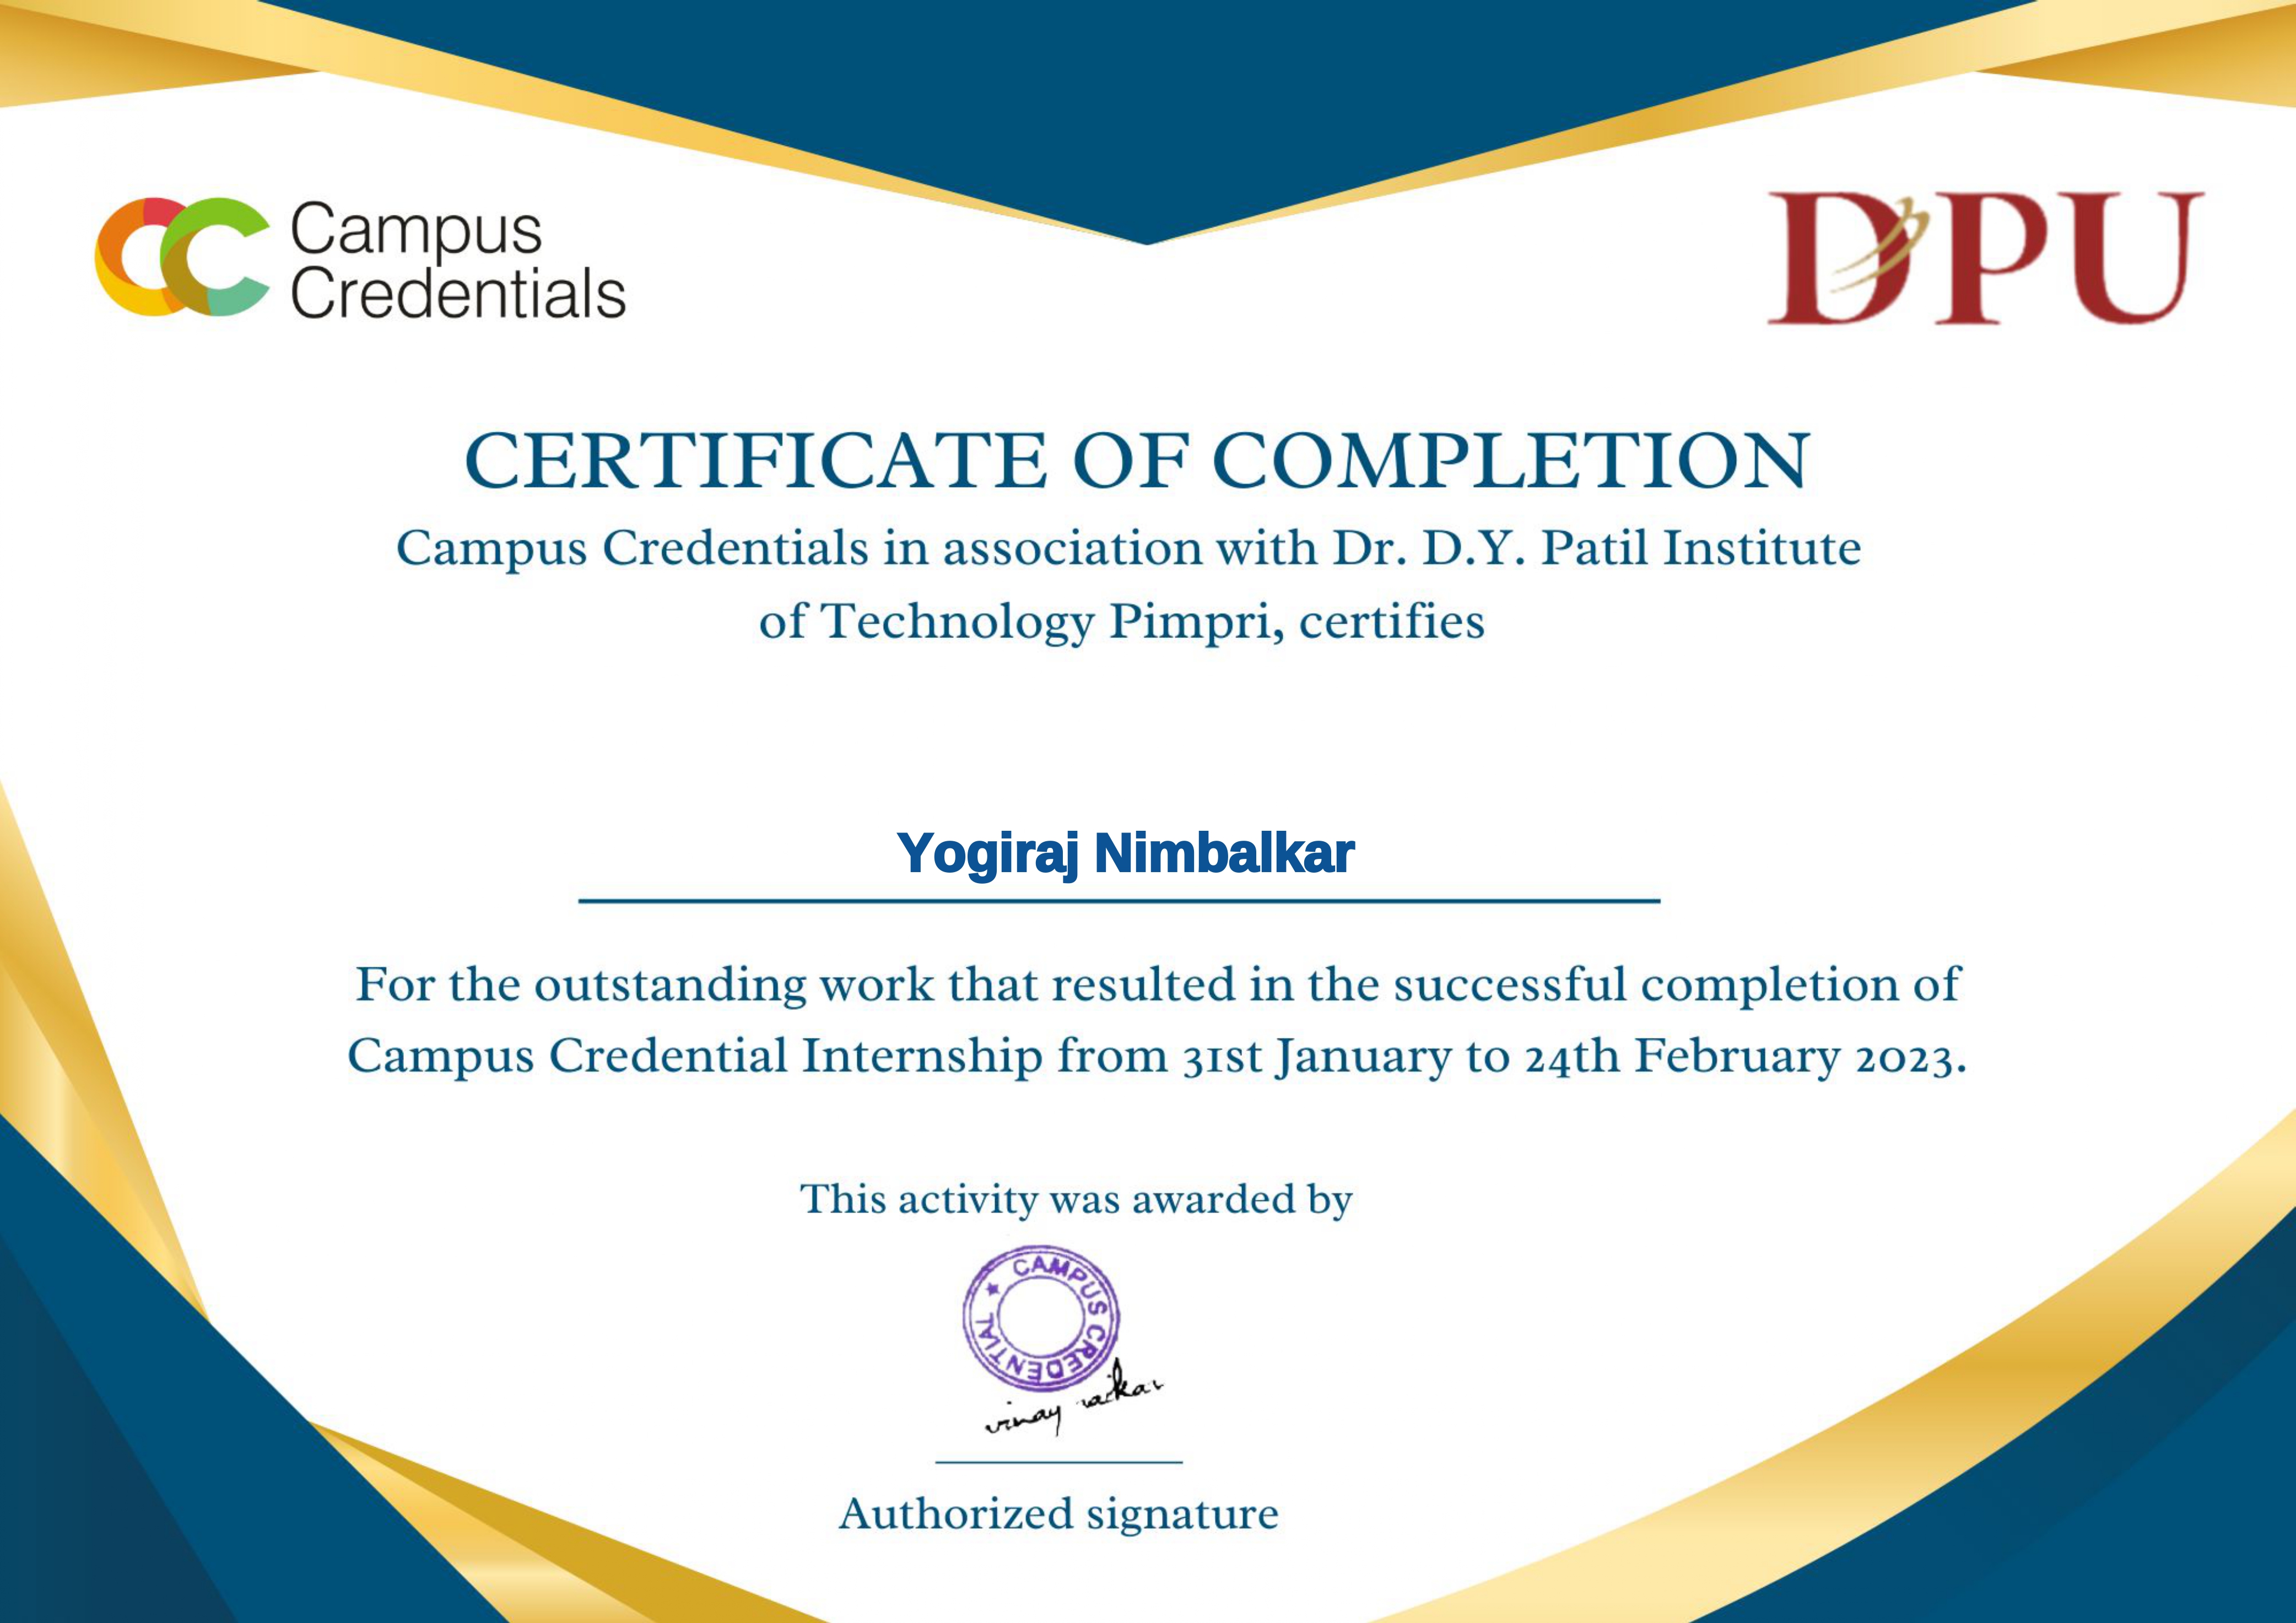 Campus
Credentials
DPU
CERTIFICATE OF COMPLETION
Campus Credentials in association with Dr. D.Y. Patil Institute
of Technology Pimpri, certifies
Yogiraj Nimbalkar
For the outstanding work that resulted in the successful completion of
Campus Credential Internship from 31st January to 24th February 2023.
This activity was awarded by
★ CAMPUS CREDENTIAL
vinay
Authorized signature